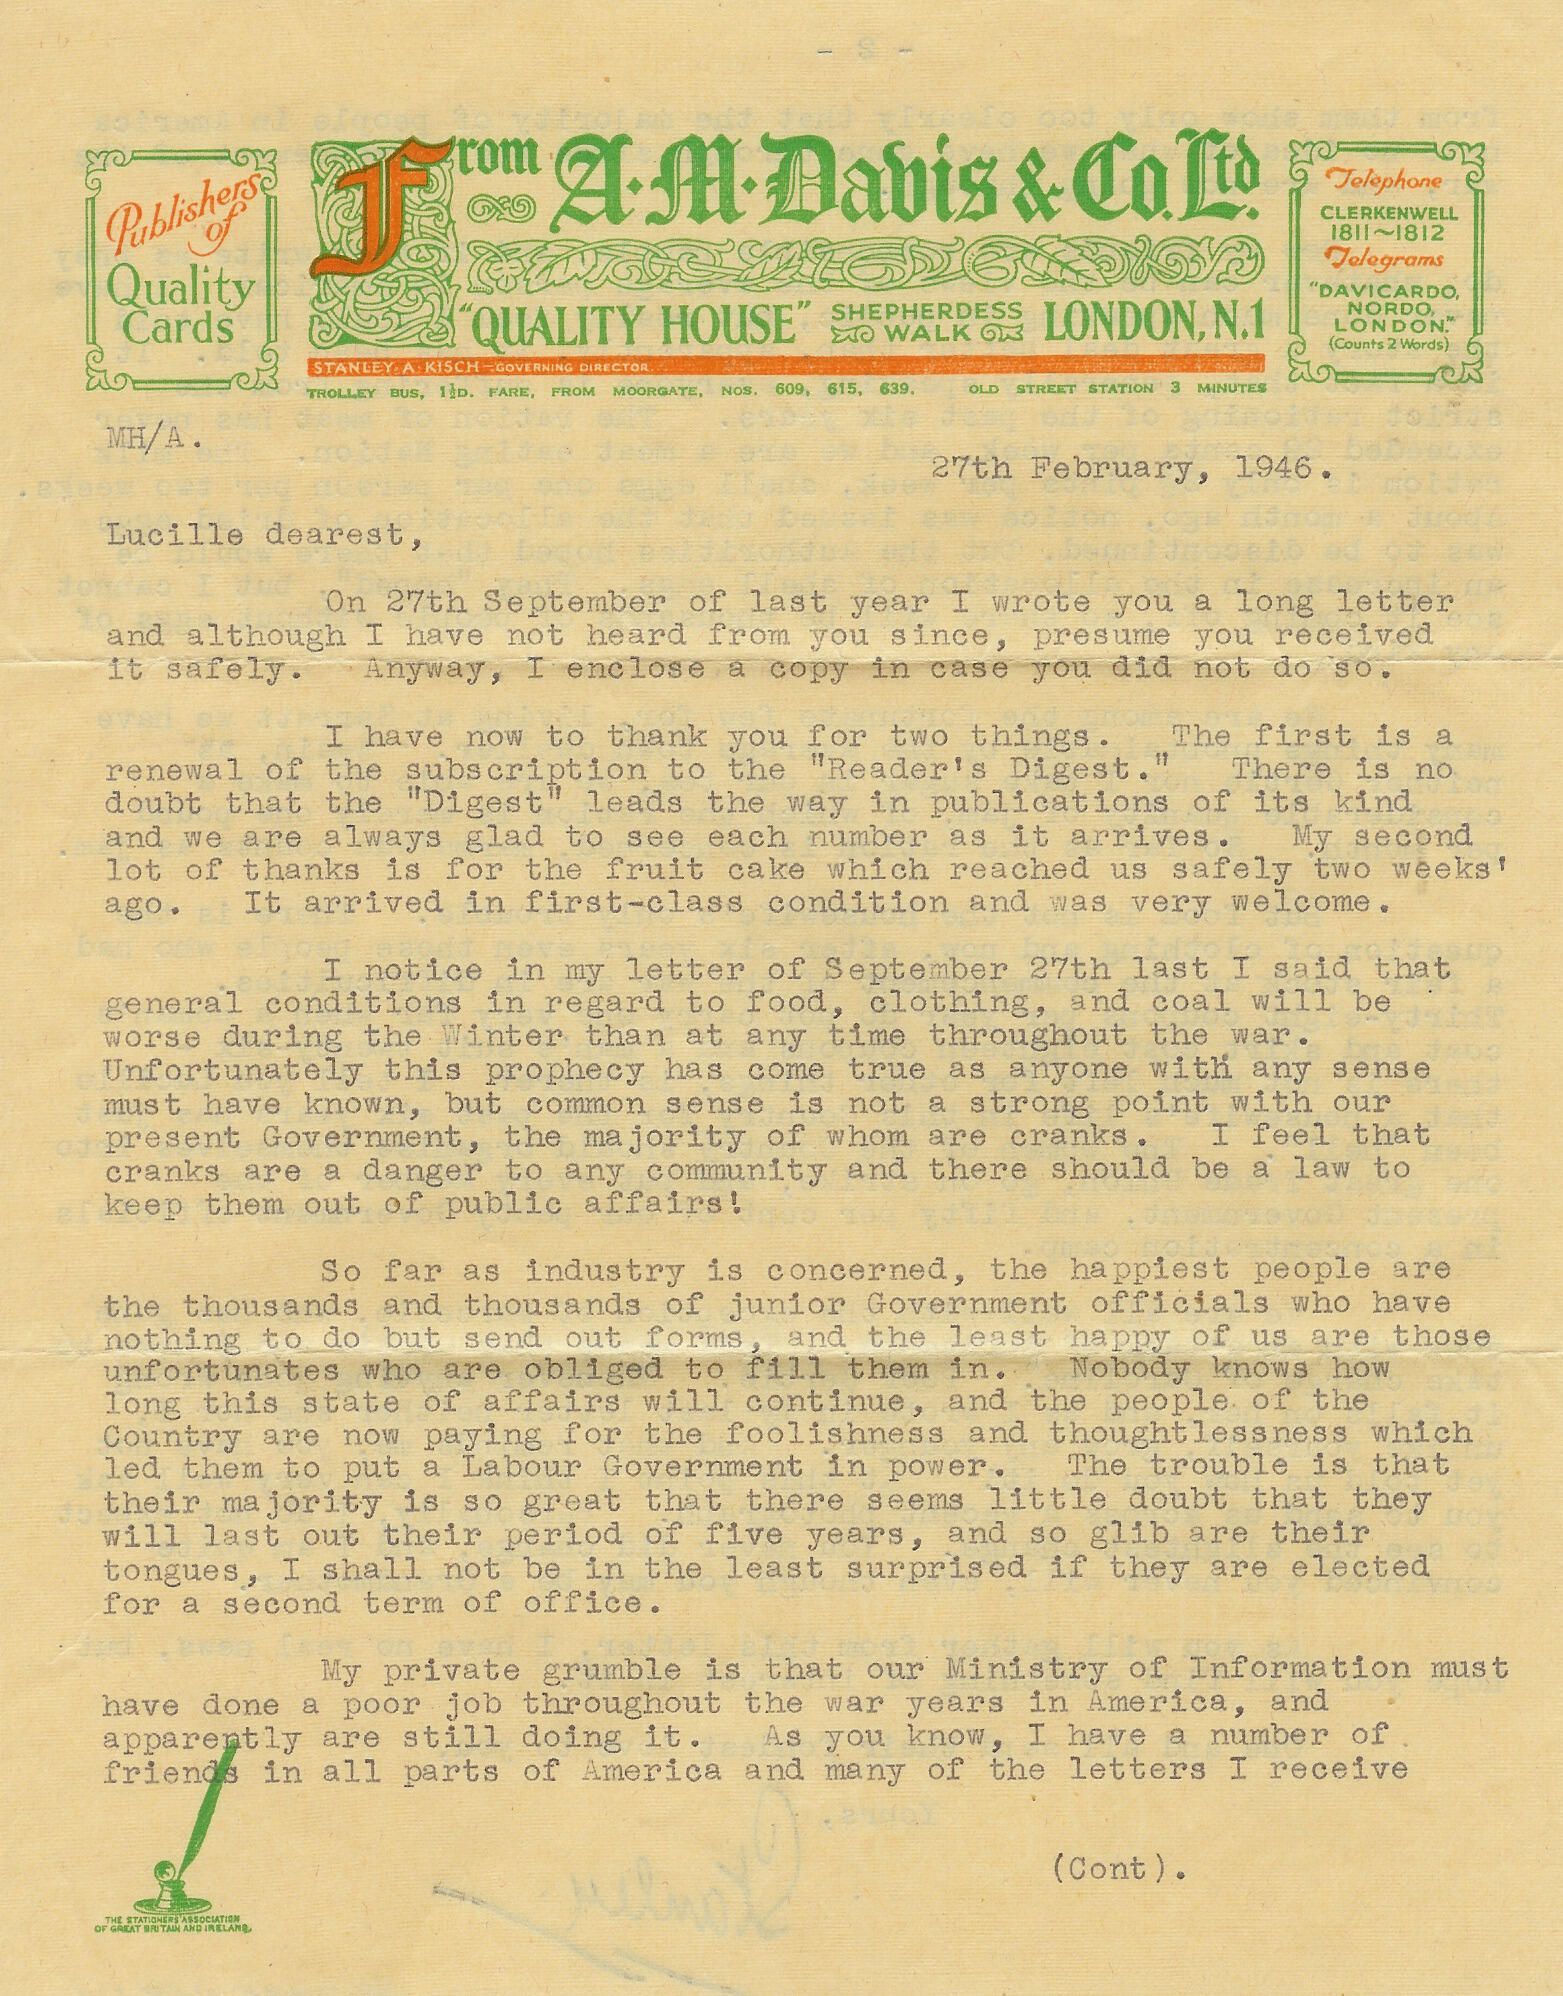 Publishers
of
Quality
Cards
From A. M. Davis & Co. Ltd.
"QUALITY HOUSE" SHEPHERDESS WALK LONDON, N.1
STANLEY A KISCH - GOVERNING DIRECTOR.
TROLLEY BUS, 1½D. FARE, FROM MOORGATE, NOS. 609, 615, 639. OLD STREET STATION 3 MINUTES
Telephone
CLERKENWELL
1811~1812
Telegrams
"DAVICARDO,
NORDO,
LONDON."
(Counts 2 Words)
MH/A.
27th February, 1946.
Lucille dearest,
On 27th September of last year I wrote you a long letter
and although I have not heard from you since, presume you received
it safely. Anyway, I enclose a copy in case you did not do so.
I have now to thank you for two things. The first is a
renewal of the subscription to the "Reader's Digest." There is no
doubt that the "Digest" leads the way in publications of its kind
and we are always glad to see each number as it arrives. My second
lot of thanks is for the fruit cake which reached us safely two weeks'
ago. It arrived in first-class condition and was very welcome.
I notice in my letter of September 27th last I said that
general conditions in regard to food, clothing, and coal will be
worse during the Winter than at any time throughout the war.
Unfortunately this prophecy has come true as anyone with any sense
must have known, but common sense is not a strong point with our
present Government, the majority of whom are cranks. I feel that
cranks are a danger to any community and there should be a law to
keep them out of public affairs!
So far as industry is concerned, the happiest people are
the thousands and thousands of junior Government officials who have
nothing to do but send out forms, and the least happy of us are those
unfortunates who are obliged to fill them in. Nobody knows how
long this state of affairs will continue, and the people of the
Country are now paying for the foolishness and thoughtlessness which
led them to put a Labour Government in power. The trouble is that
their majority is so great that there seems little doubt that they
will last out their period of five years, and so glib are their
tongues, I shall not be in the least surprised if they are elected
for a second term of office.
My private grumble is that our Ministry of Information must
have done a poor job throughout the war years in America, and
apparently are still doing it. As you know, I have a number of
friends in all parts of America and many of the letters I receive
(Cont).
THE STATIONERS ASSOCIATION
OF GREAT BRITAIN AND IRELAND.